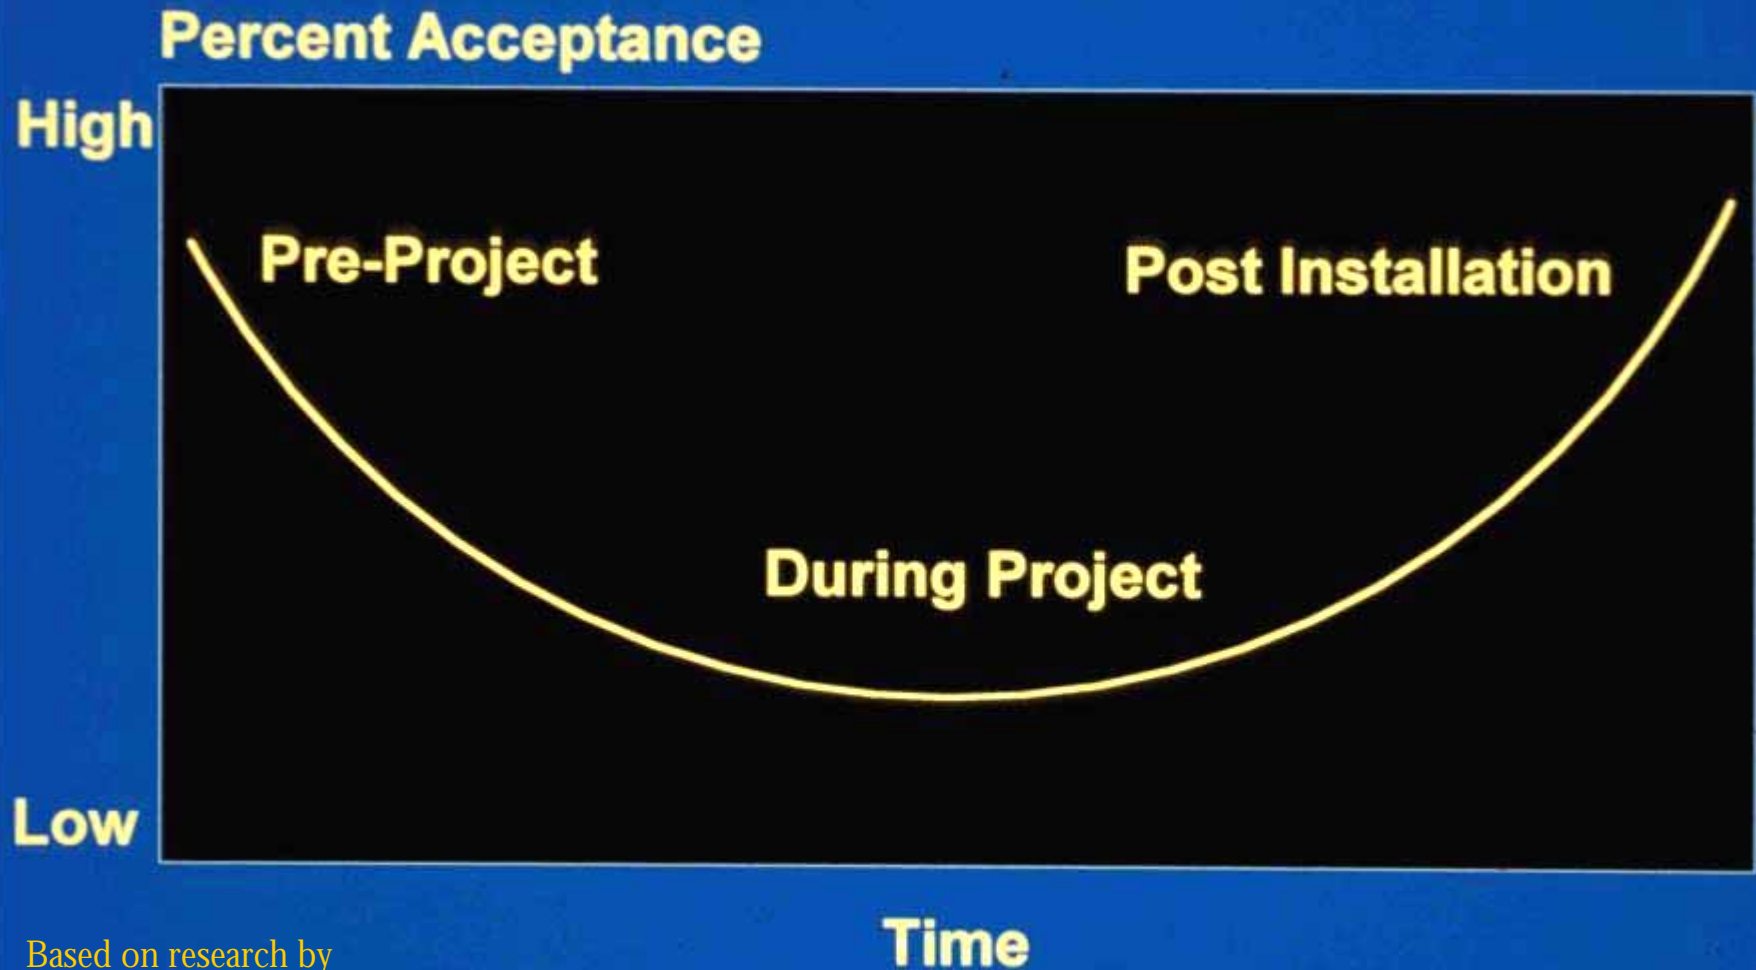 Percent Acceptance
High
Pre-Project
Post Installation
During Project
Low
Time
Based on research by